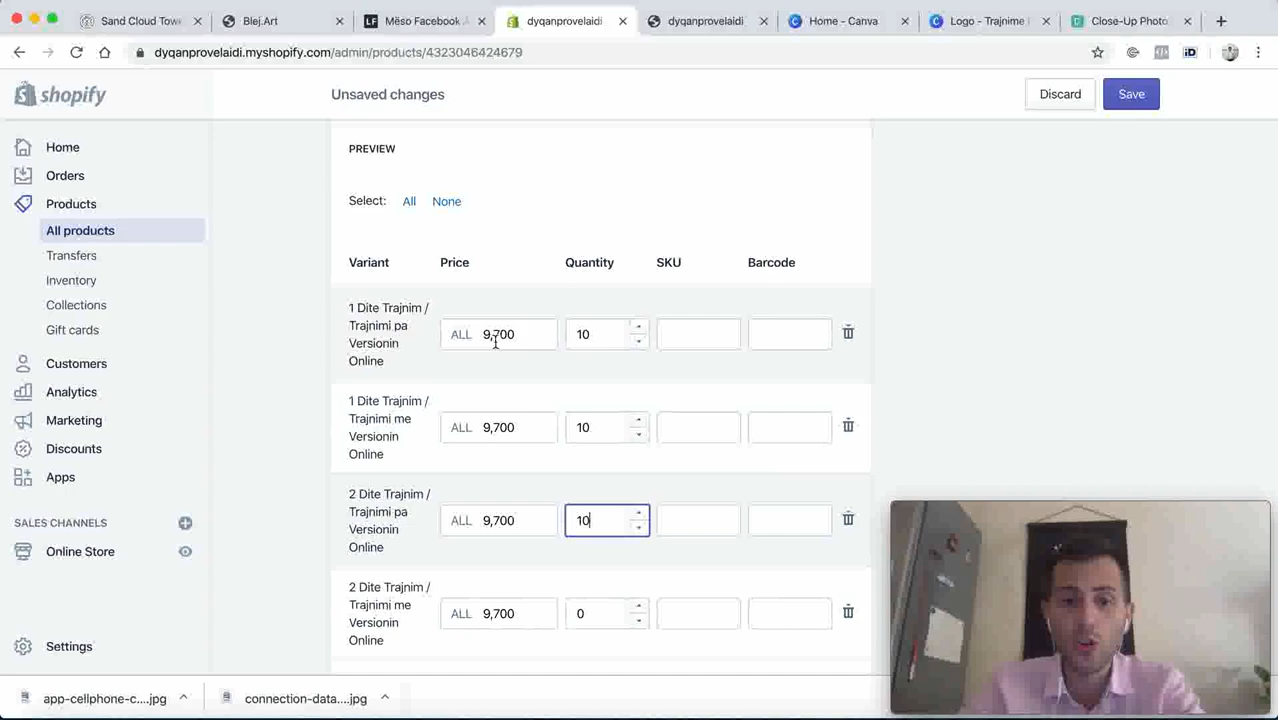 Sand Cloud Tow
Blej.Art
Mëso Facebook A
dyqanprovelaidi
dyqanprovelaidi
Home - Canva
Logo - Trajnime
Close-Up Photo
dyqanprovelaidi.myshopify.com/admin/products/4323046424679
shopify
Unsaved changes
Discard
Save
Home
Orders
Products
All products
Transfers
Inventory
Collections
Gift cards
Customers
Analytics
Marketing
Discounts
Apps
SALES CHANNELS
Online Store
Settings
PREVIEW
Select: All None
Variant Price Quantity SKU Barcode
1 Dite Trajnim /
Trajnimi pa
Versionin
Online
ALL 9,700 10
1 Dite Trajnim /
Trajnimi me
Versionin
Online
ALL 9,700 10
2 Dite Trajnim /
Trajnimi pa
Versionin
Online
ALL 9,700 10
2 Dite Trajnim /
Trajnimi me
Versionin
Online
ALL 9,700 0
app-cellphone-c....jpg
connection-data....jpg